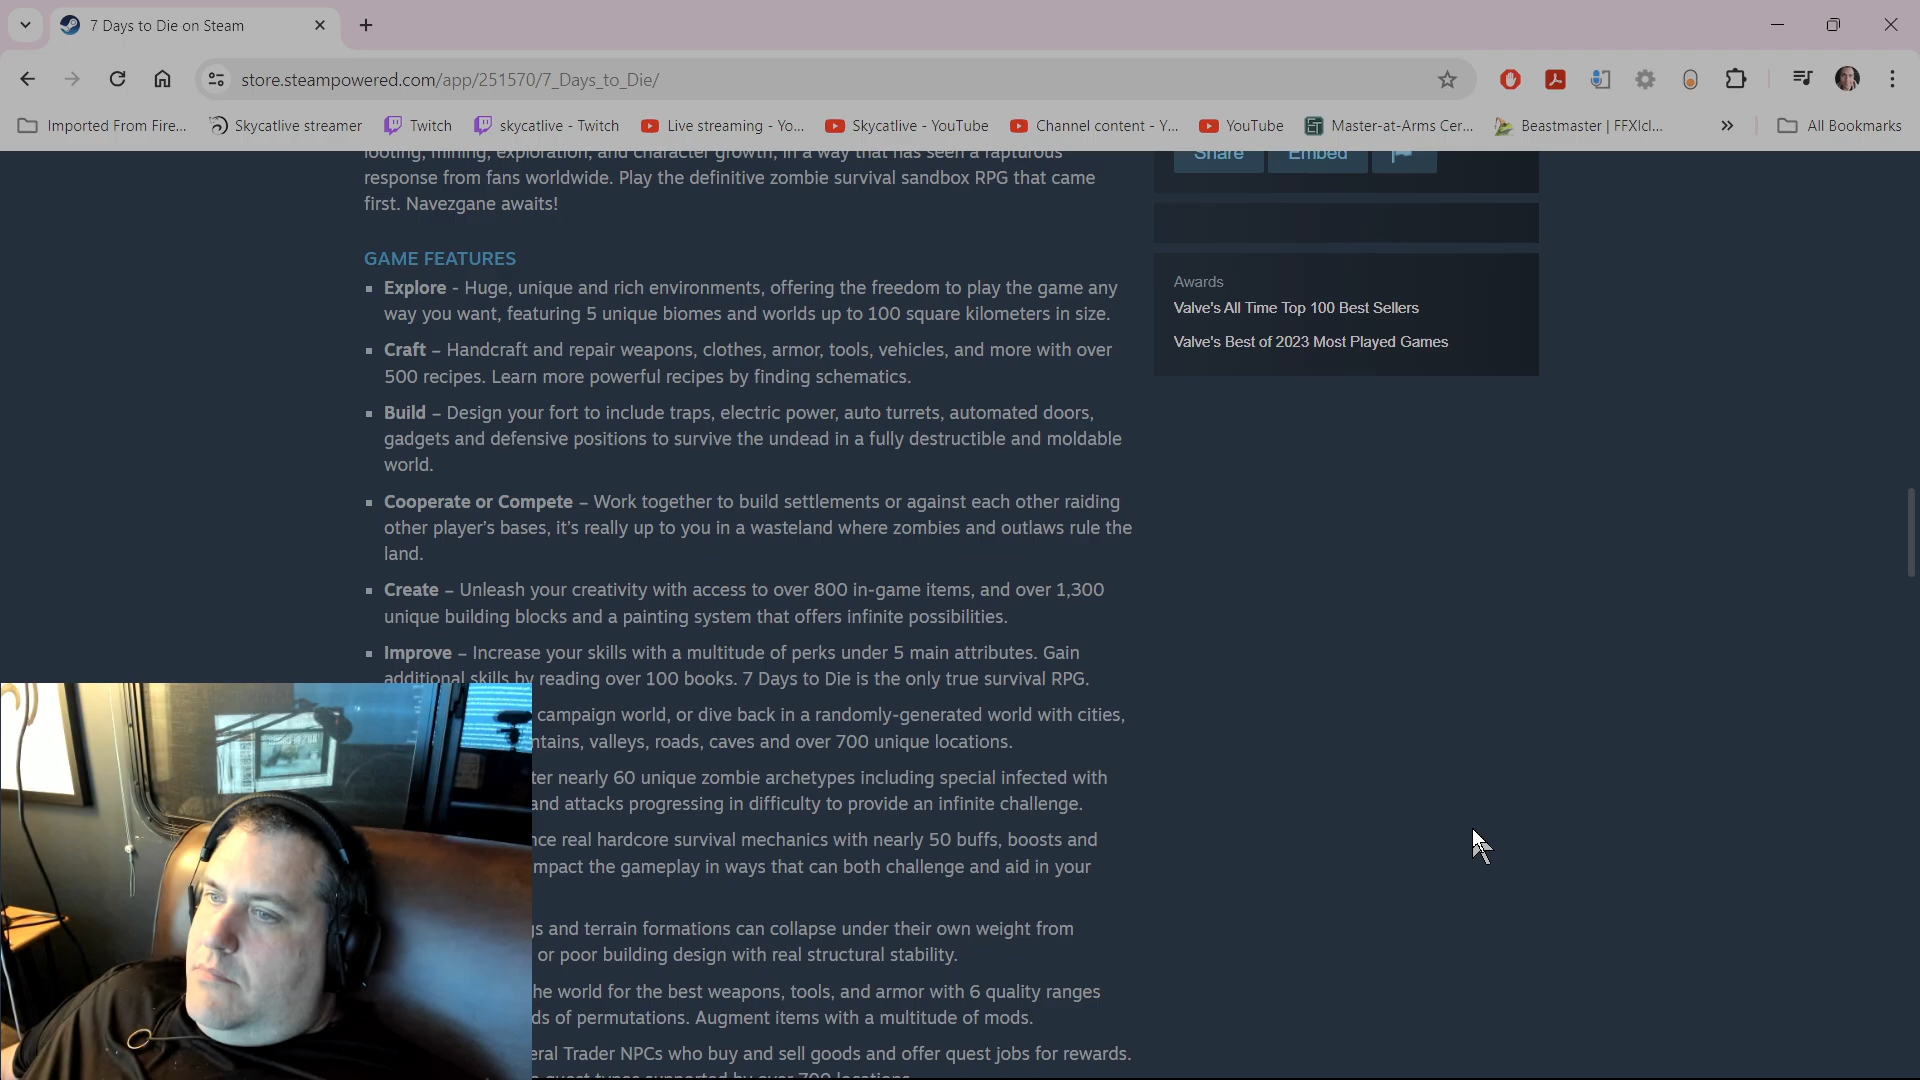 7 Days to Die on Steam
store.steampowered.com/app/251570/7_Days_to_Die/
Imported From Fire...
Skycatlive streamer
Twitch
skycatlive - Twitch
Live streaming - Yo...
Skycatlive - YouTube
Channel content - Y...
YouTube
Master-at-Arms Cer...
Beastmaster | FFXIcl...
All Bookmarks
looting, mining, exploration, and character growth, in a way that has seen a rapturous
response from fans worldwide. Play the definitive zombie survival sandbox RPG that came
first. Navezgane awaits!
GAME FEATURES
Explore - Huge, unique and rich environments, offering the freedom to play the game any
way you want, featuring 5 unique biomes and worlds up to 100 square kilometers in size.
Craft – Handcraft and repair weapons, clothes, armor, tools, vehicles, and more with over
500 recipes. Learn more powerful recipes by finding schematics.
Build – Design your fort to include traps, electric power, auto turrets, automated doors,
gadgets and defensive positions to survive the undead in a fully destructible and moldable
world.
Cooperate or Compete – Work together to build settlements or against each other raiding
other player's bases, it's really up to you in a wasteland where zombies and outlaws rule the
land.
Create – Unleash your creativity with access to over 800 in-game items, and over 1,300
unique building blocks and a painting system that offers infinite possibilities.
Improve – Increase your skills with a multitude of perks under 5 main attributes. Gain
additional skills by reading over 100 books. 7 Days to Die is the only true survival RPG.
campaign world, or dive back in a randomly-generated world with cities,
ntains, valleys, roads, caves and over 700 unique locations.
ter nearly 60 unique zombie archetypes including special infected with
and attacks progressing in difficulty to provide an infinite challenge.
nce real hardcore survival mechanics with nearly 50 buffs, boosts and
mpact the gameplay in ways that can both challenge and aid in your
gs and terrain formations can collapse under their own weight from
or poor building design with real structural stability.
he world for the best weapons, tools, and armor with 6 quality ranges
ds of permutations. Augment items with a multitude of mods.
eral Trader NPCs who buy and sell goods and offer quest jobs for rewards.
quest types supported by over 700 locations.
Share
Embed
Awards
Valve's All Time Top 100 Best Sellers
Valve's Best of 2023 Most Played Games